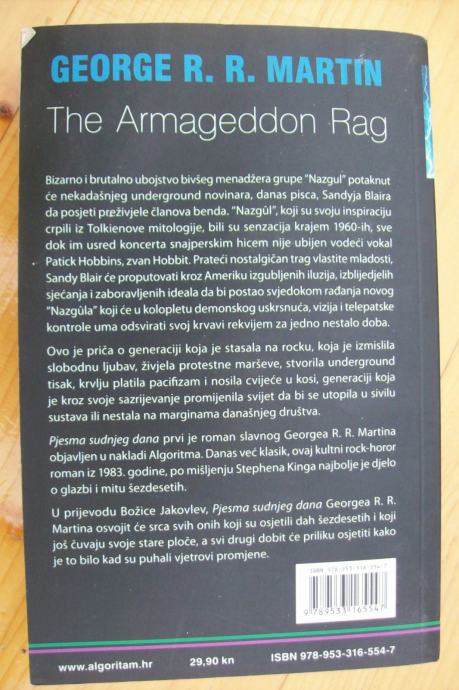 GEORGE R. R. MARTIN
The Armageddon Rag
Bizarno i brutalno ubojstvo bivšeg menadžera grupe "Nazgul" potaknut
će nekadašnjeg underground novinara, danas pisca, Sandyja Blaira
da posjeti preživjele članova benda. "Nazgûl", koji su svoju inspiraciju
crpili iz Tolkienove mitologije, bili su senzacija krajem 1960-ih, sve
dok im usred koncerta snajperskim hicem nije ubijen vodeći vokal
Patick Hobbins, zvan Hobbit. Prateći nostalgičan trag vlastite mladosti,
Sandy Blair će proputovati kroz Ameriku izgubljenih iluzija, izblijedjelih
sjećanja i zaboravljenih ideala da bi postao svjedokom rađanja novog
"Nazgûla" koji će u kolopletu demonskog uskrsnuća, vizija i telepatske
kontrole uma odsvirati svoj krvavi rekvijem za jedno nestalo doba.
Ovo je priča o generaciji koja je stasala na rocku, koja je izmislila
slobodnu ljubav, živjela protestne marševe, stvorila underground
tisak, krvlju platila pacifizam i nosila cvijeće u kosi, generaciji koja
je kroz svoje sazrijevanje promijenila svijet da bi se utopila u sivilu
sustava ili nestala na marginama današnjeg društva.
Pjesma sudnjeg dana prvi je roman slavnog Georgea R. R. Martina
objavljen u nakladi Algoritma. Danas već klasik, ovaj kultni rock-horor
roman iz 1983. godine, po mišljenju Stephena Kinga najbolje je djelo
o glazbi i mitu šezdesetih.
U prijevodu Božice Jakovlev, Pjesma sudnjeg dana Georgea R. R.
Martina osvojit će srca svih onih koji su osjetili dah šezdesetih i koji
još čuvaju svoje stare ploče, a svi drugi dobit će priliku osjetiti kako
je to bilo kad su puhali vjetrovi promjene.
ISBN 978-953-316-554-7
9 789533 165547
www.algoritam.hr 29,90 kn ISBN 978-953-316-554-7